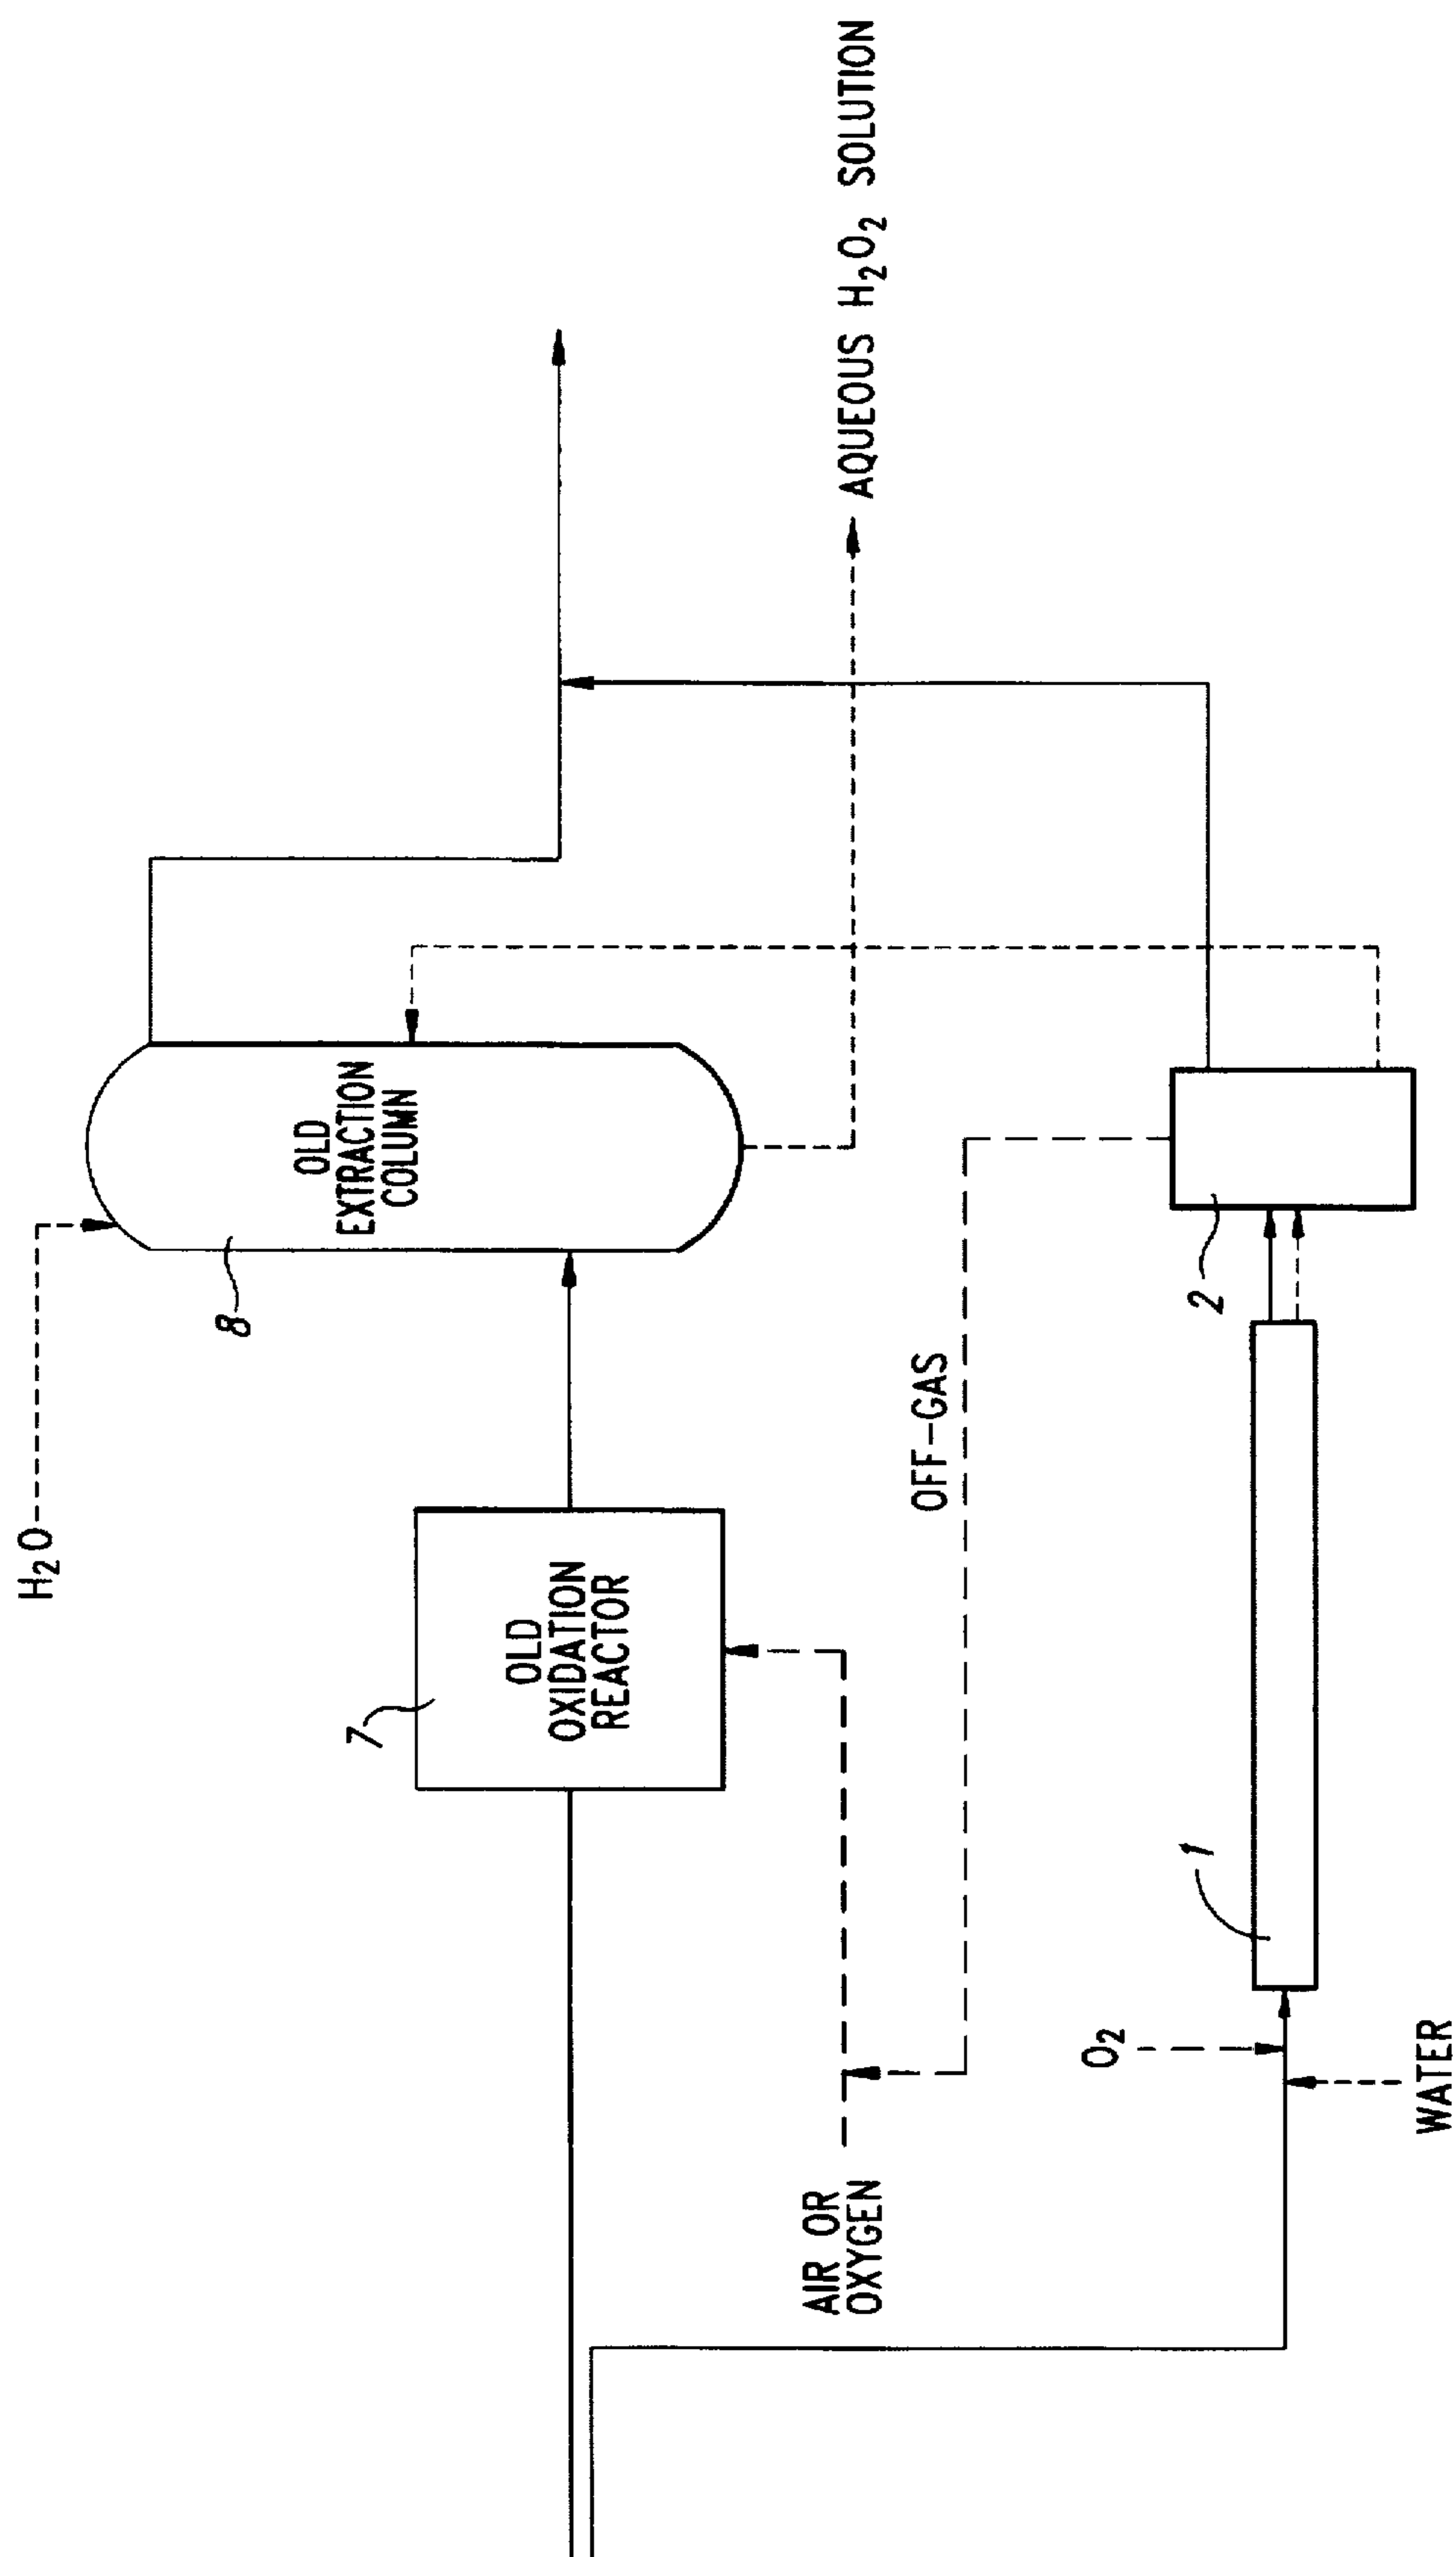 H₂O
8
OLD
EXTRACTION
COLUMN
7
OLD
OXIDATION
REACTOR
AQUEOUS H₂O₂ SOLUTION
AIR OR
OXYGEN
OFF-GAS
O₂
WATER
1
2